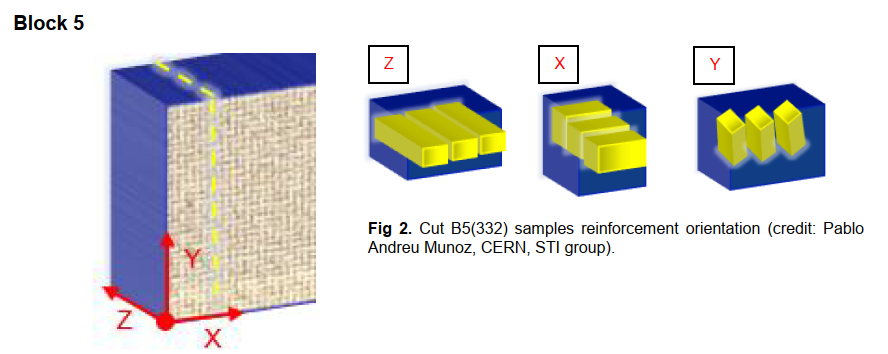 Block 5
Z
X
Y
Y
Z
X
Fig 2. Cut B5(332) samples reinforcement orientation (credit: Pablo
Andreu Munoz, CERN, STI group).